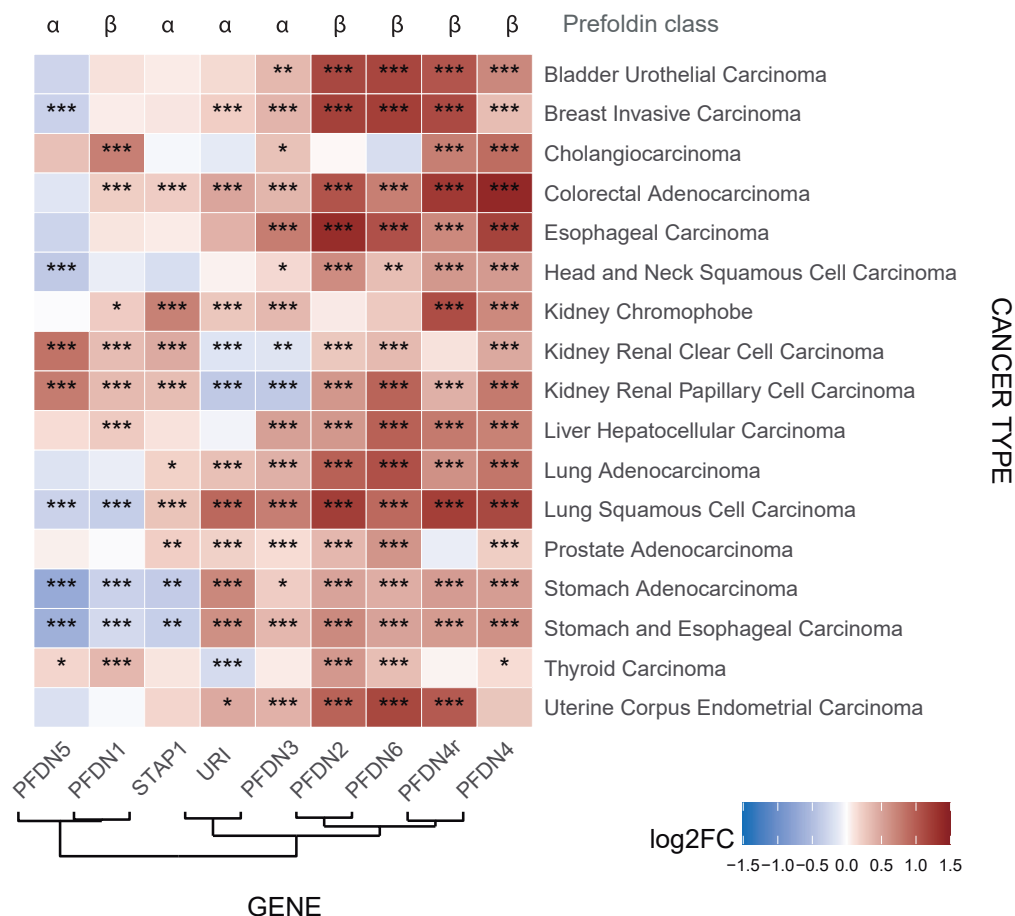 α β α α α β β β β Prefoldin class
** *** *** *** *** Bladder Urothelial Carcinoma
*** *** *** *** *** *** *** Breast Invasive Carcinoma
*** * *** *** Cholangiocarcinoma
*** *** *** *** *** *** *** *** Colorectal Adenocarcinoma
*** *** *** *** *** Esophageal Carcinoma
*** * *** ** *** *** Head and Neck Squamous Cell Carcinoma
* *** *** *** *** *** Kidney Chromophobe
*** *** *** *** ** *** *** *** Kidney Renal Clear Cell Carcinoma
*** *** *** *** *** *** *** *** *** Kidney Renal Papillary Cell Carcinoma
*** *** *** *** *** *** Liver Hepatocellular Carcinoma
* *** *** *** *** *** *** Lung Adenocarcinoma
*** *** *** *** *** *** *** *** *** Lung Squamous Cell Carcinoma
** *** *** *** *** *** Prostate Adenocarcinoma
*** *** ** *** * *** *** *** *** Stomach Adenocarcinoma
*** *** ** *** *** *** *** *** *** Stomach and Esophageal Carcinoma
* *** *** *** *** * Thyroid Carcinoma
* *** *** *** *** Uterine Corpus Endometrial Carcinoma
CANCER TYPE
PFDN5 PFDN1 STAP1 URI PFDN3 PFDN2 PFDN6 PFDN4r PFDN4
log2FC
−1.5 −1.0 −0.5 0.0 0.5 1.0 1.5
GENE